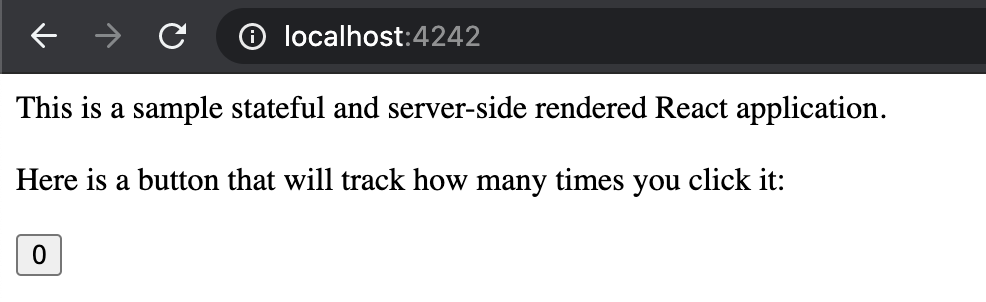 localhost:4242
This is a sample stateful and server-side rendered React application.
Here is a button that will track how many times you click it:
0